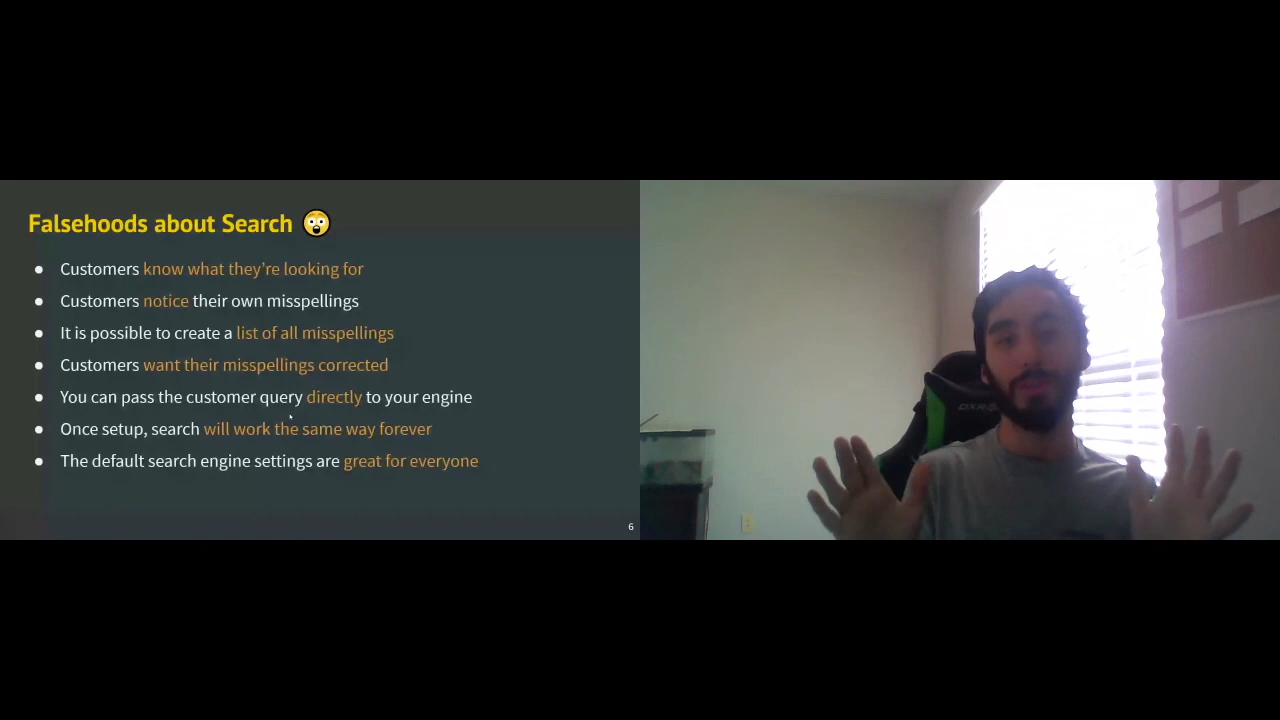 Falsehoods about Search 😲
● Customers know what they're looking for
● Customers notice their own misspellings
● It is possible to create a list of all misspellings
● Customers want their misspellings corrected
● You can pass the customer query directly to your engine
● Once setup, search will work the same way forever
● The default search engine settings are great for everyone
6